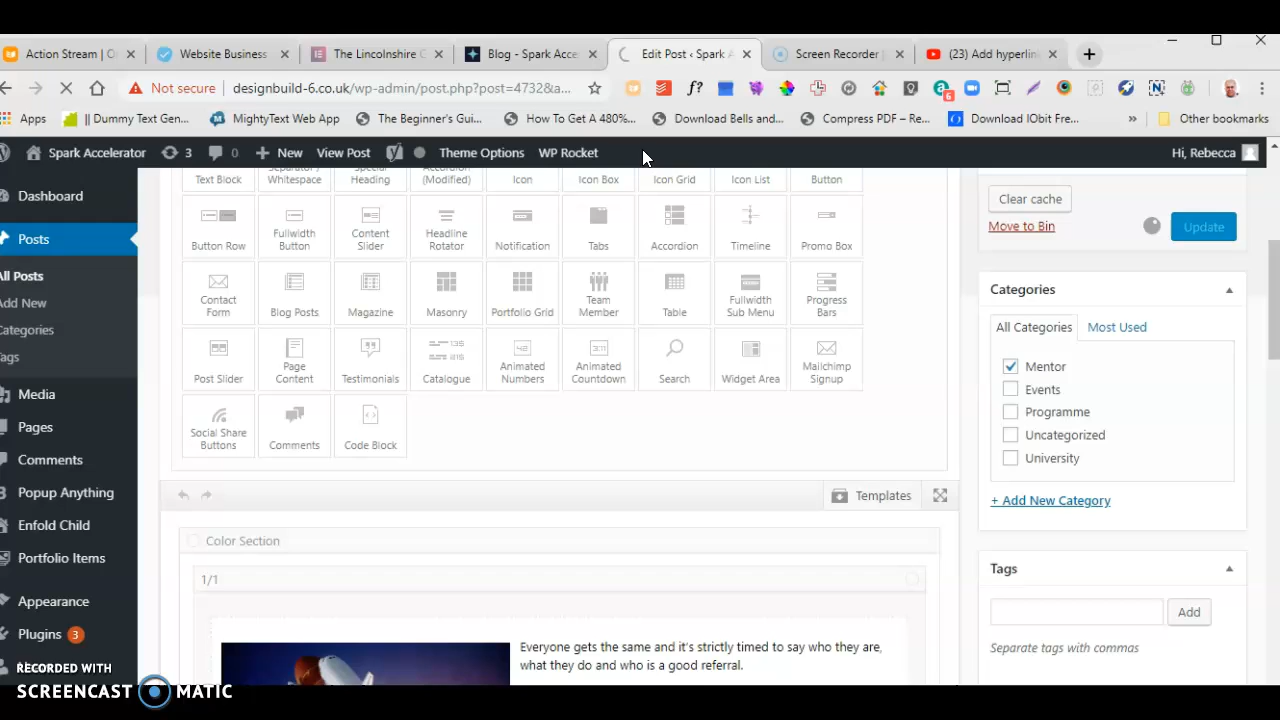 Action Stream | O
Website Business
The Lincolnshire C
Blog - Spark Acce
Edit Post ‹ Spark A
Screen Recorder |
(23) Add hyperlink
Not secure designbuild-6.co.uk/wp-admin/post.php?post=4732&a...
f?
6
Apps
|| Dummy Text Gen...
MightyText Web App
The Beginner's Gui...
How To Get A 480%...
Download Bells and...
Compress PDF – Re...
Download IObit Fre...
»
Other bookmarks
Spark Accelerator 3 0 + New View Post Theme Options WP Rocket Hi, Rebecca
Dashboard
Posts
All Posts
Add New
Categories
Tags
Media
Pages
Comments
Popup Anything
Enfold Child
Portfolio Items
Appearance
Plugins 3
Text Block
Separator / Whitespace
Special Heading
Accordion (Modified)
Icon
Icon Box
Icon Grid
Icon List
Button
Button Row
Fullwidth Button
Content Slider
Headline Rotator
Notification
Tabs
Accordion
Timeline
Promo Box
Contact Form
Blog Posts
Magazine
Masonry
Portfolio Grid
Team Member
Table
Fullwidth Sub Menu
Progress Bars
Post Slider
Page Content
Testimonials
Catalogue
Animated Numbers
Animated Countdown
Search
Widget Area
Mailchimp Signup
Social Share Buttons
Comments
Code Block
Templates
Color Section
1/1
Everyone gets the same and it's strictly timed to say who they are,
what they do and who is a good referral.
Clear cache
Move to Bin
Update
Categories
All Categories Most Used
Mentor
Events
Programme
Uncategorized
University
+ Add New Category
Tags
Add
Separate tags with commas
RECORDED WITH
SCREENCAST MATIC